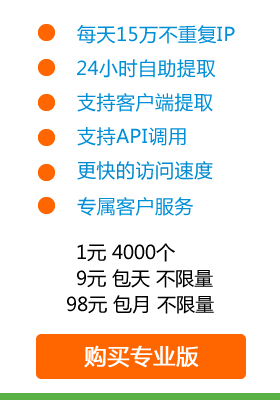 每天15万不重复IP
24小时自助提取
支持客户端提取
支持API调用
更快的访问速度
专属客户服务
1元 4000个
9元 包天 不限量
98元 包月 不限量
购买专业版